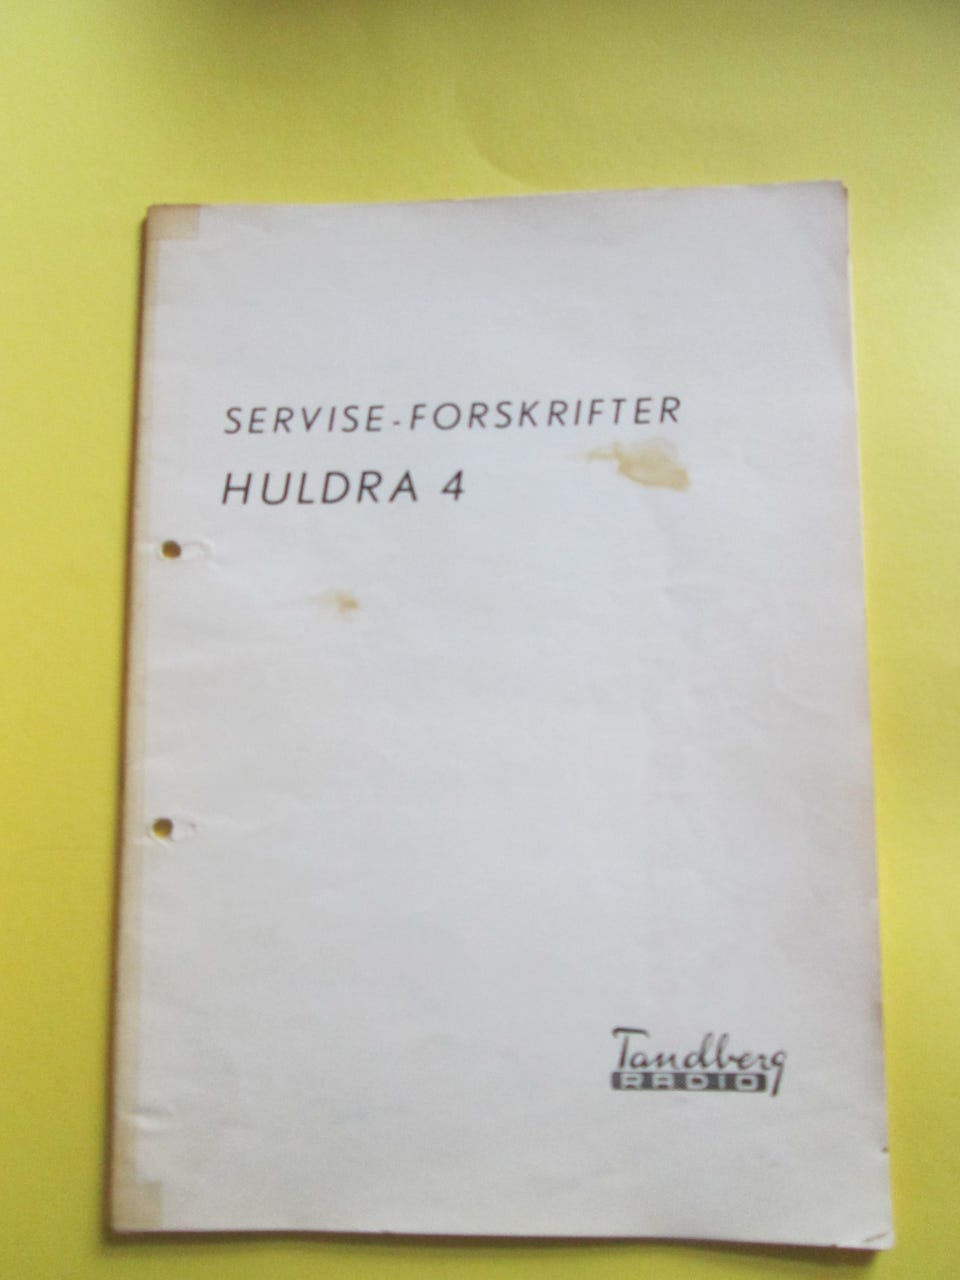 SERVISE-FORSKRIFTER
HULDRA 4
Tandberg
RADIO